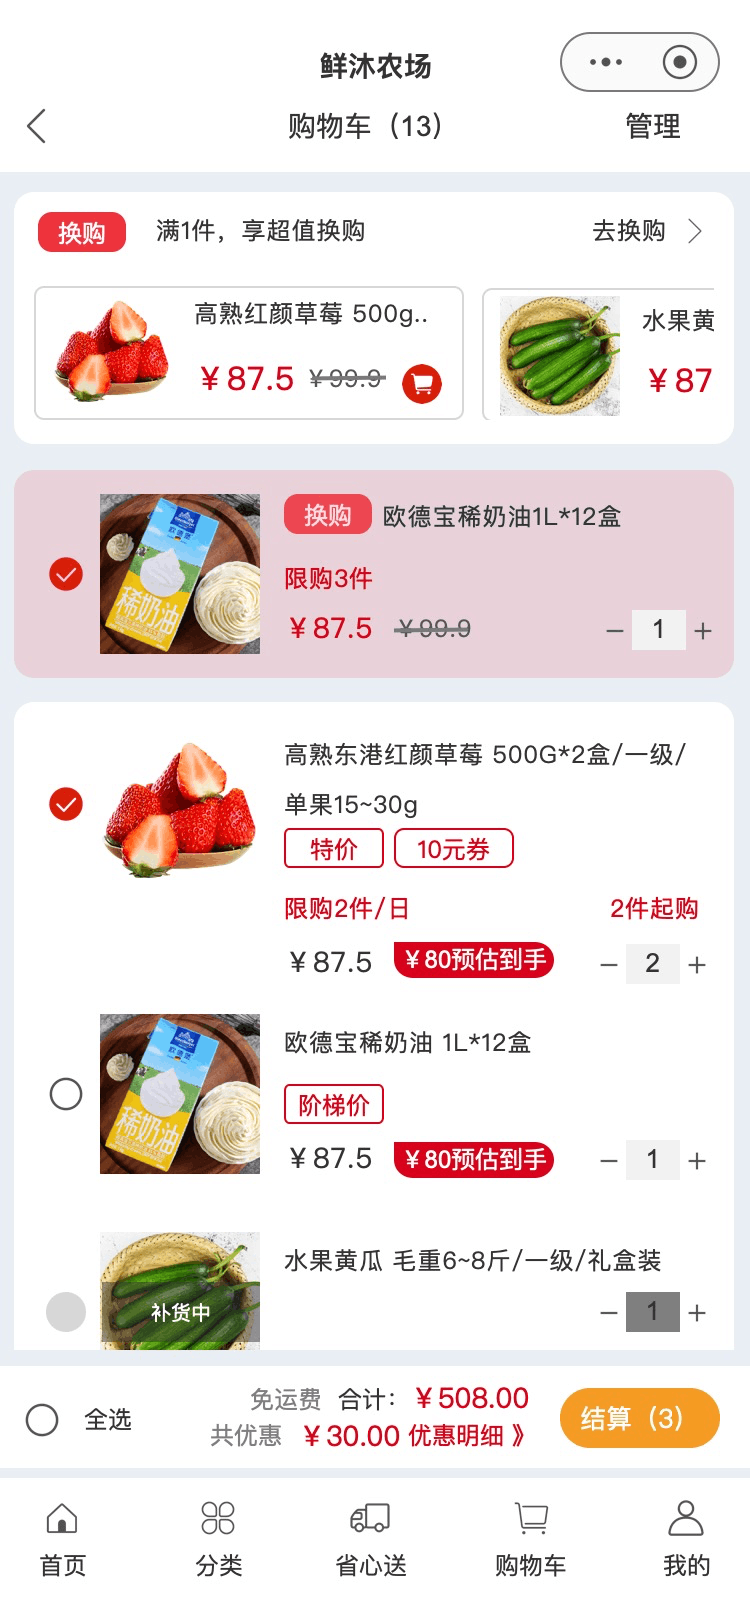 鲜沐农场
购物车（13） 管理
换购 满1件，享超值换购 去换购
高熟红颜草莓 500g..
¥87.5 ¥99.9
水果黄
¥87
换购 欧德宝稀奶油1L*12盒
限购3件
¥87.5 ¥99.9 1
稀奶油
高熟东港红颜草莓 500G*2盒/一级/
单果15~30g
特价 10元券
限购2件/日 2件起购
¥87.5 ¥80预估到手 2
欧德宝稀奶油 1L*12盒
阶梯价
¥87.5 ¥80预估到手 1
稀奶油
水果黄瓜 毛重6~8斤/一级/礼盒装
补货中 1
全选 免运费 合计：¥508.00
共优惠 ¥30.00 优惠明细 》
结算（3）
首页 分类 省心送 购物车 我的